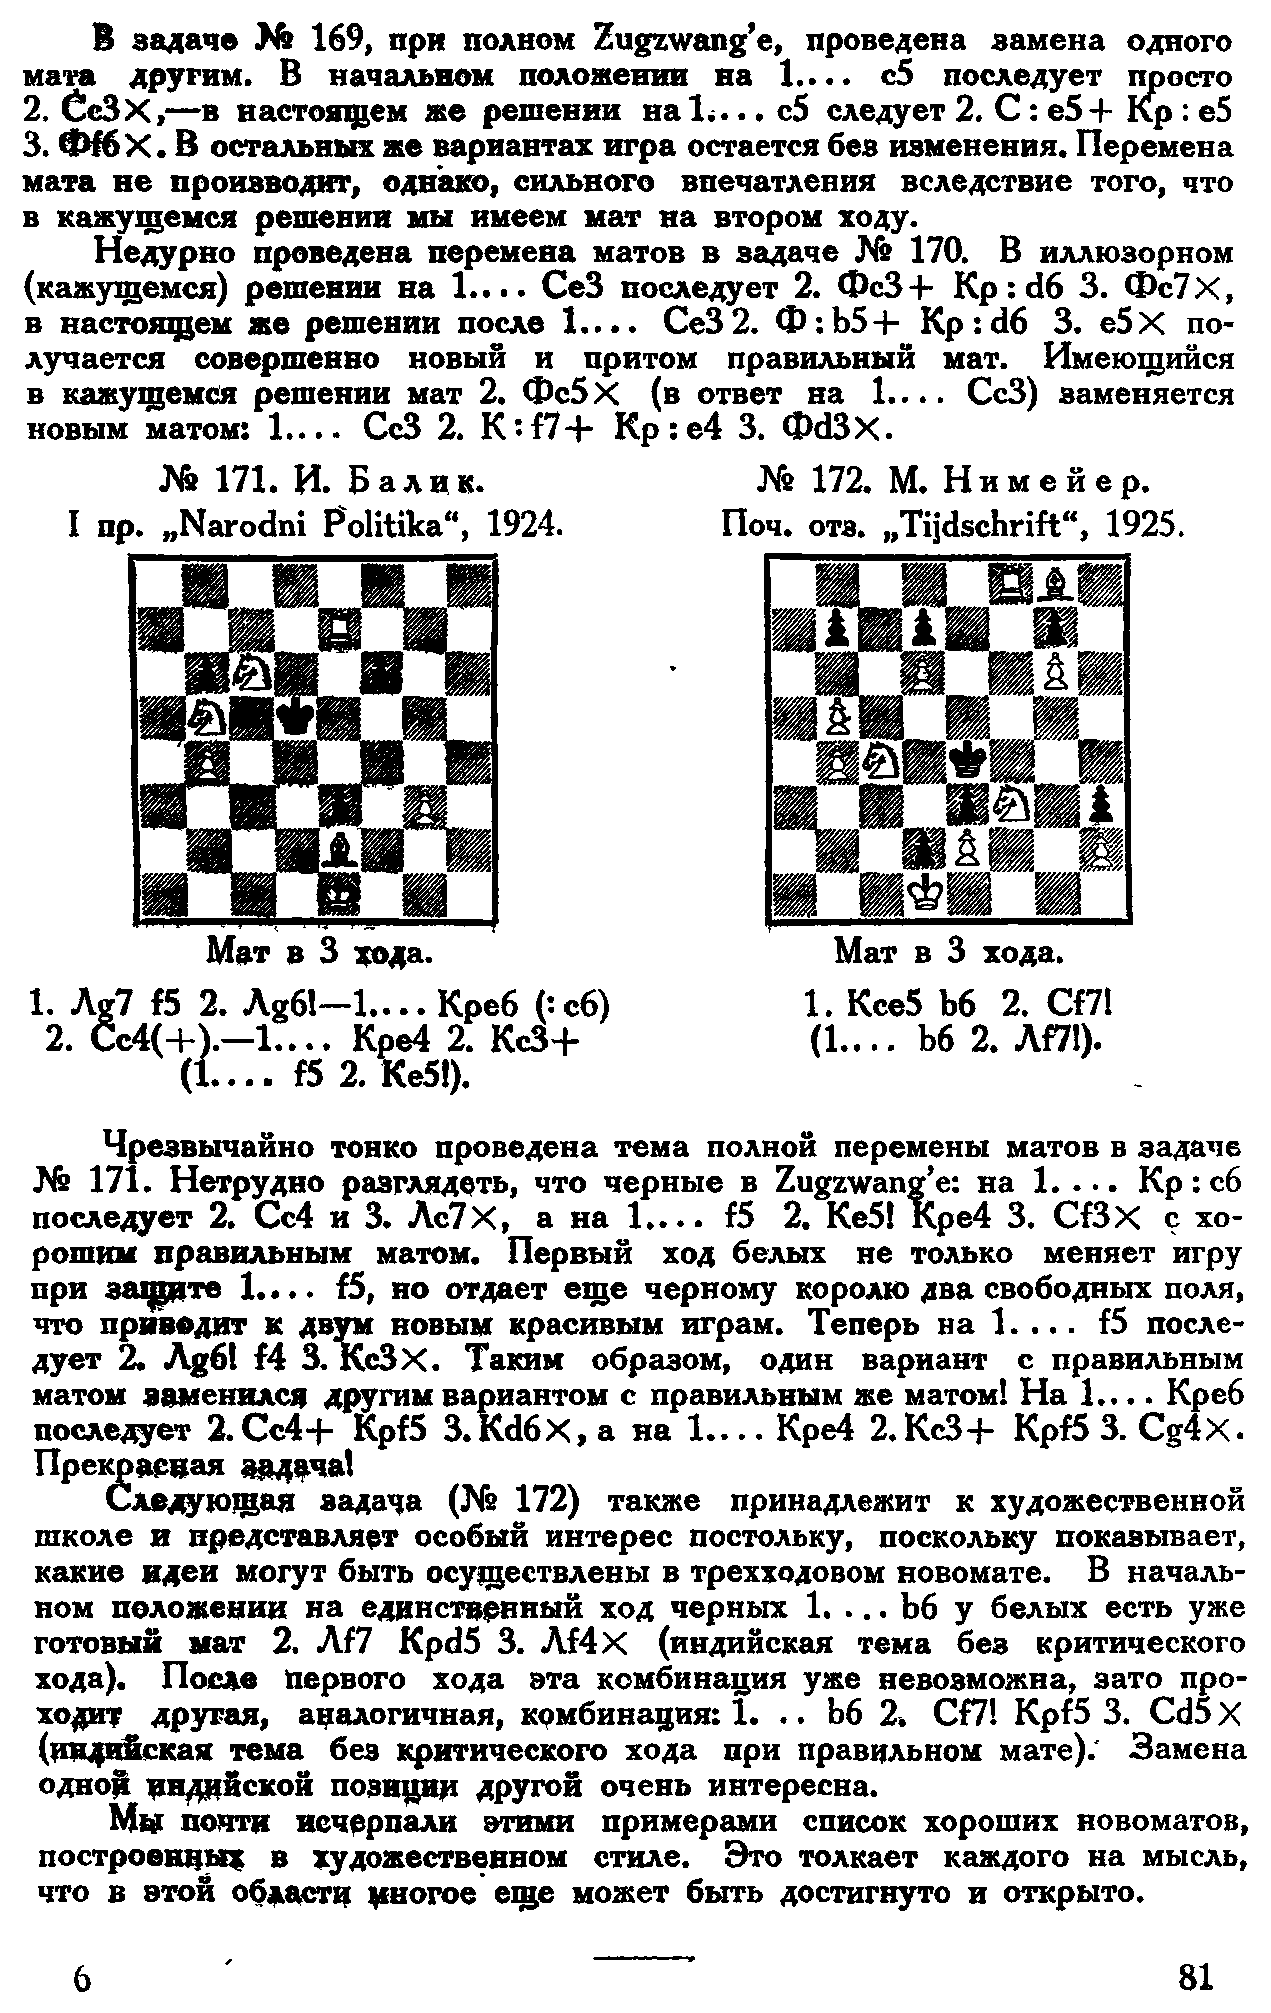 В задаче № 169, при полном Zugzwang'е, проведена замена одного
мата другим. В начальном положении на 1.... c5 последует просто
2. Сc3×,—в настоящем же решении на 1.... c5 следует 2. С : e5+ Кр : e5
3. Фf6×. В остальных же вариантах игра остается без изменения. Перемена
мата не производит, однако, сильного впечатления вследствие того, что
в кажущемся решении мы имеем мат на втором ходу.
Недурно проведена перемена матов в задаче № 170. В иллюзорном
(кажущемся) решении на 1.... Сe3 последует 2. Фc3+ Кр : d6 3. Фc7×,
в настоящем же решении после 1.... Сe3 2. Ф : b5+ Кр : d6 3. e5× по-
лучается совершенно новый и притом правильный мат. Имеющийся
в кажущемся решении мат 2. Фc5× (в ответ на 1.... Сc3) заменяется
новым матом: 1.... Сc3 2. К : f7+ Кр : e4 3. Фd3×.
№ 171. И. Балик.
I пр. „Narodni Politika“, 1924.
Мат в 3 хода.
1. Лg7 f5 2. Лg6!—1.... Крe6 (: c6)
2. Сc4(+).—1.... Крe4 2. Кc3+
(1.... f5 2. Кe5!).
№ 172. М. Нимейер.
Поч. отз. „Tijdschrift“, 1925.
Мат в 3 хода.
1. Кce5 b6 2. Сf7!
(1.... b6 2. Лf7!).
Чрезвычайно тонко проведена тема полной перемены матов в задаче
№ 171. Нетрудно разглядеть, что черные в Zugzwang'е: на 1.... Кр : c6
последует 2. Сc4 и 3. Лc7×, а на 1.... f5 2. Кe5! Крe4 3. Сf3× с хо-
рошим правильным матом. Первый ход белых не только меняет игру
при защите 1.... f5, но отдает еще черному королю два свободных поля,
что приводит к двум новым красивым играм. Теперь на 1.... f5 после-
дует 2. Лg6! f4 3. Кc3×. Таким образом, один вариант с правильным
матом заменился другим вариантом с правильным же матом! На 1.... Крe6
последует 2. Сc4+ Крf5 3. Кd6×, а на 1.... Крe4 2. Кc3+ Крf5 3. Сg4×.
Прекрасная задача!
Следующая задача (№ 172) также принадлежит к художественной
школе и представляет особый интерес постольку, поскольку показывает,
какие идеи могут быть осуществлены в трехходовом новомате. В началь-
ном положении на единственный ход черных 1.... b6 у белых есть уже
готовый мат 2. Лf7 Крd5 3. Лf4× (индийская тема без критического
хода). После первого хода эта комбинация уже невозможна, зато про-
ходит другая, аналогичная, комбинация: 1. .. b6 2. Сf7! Крf5 3. Сd5×
(индийская тема без критического хода при правильном мате). Замена
одной индийской позиции другой очень интересна.
Мы почти исчерпали этими примерами список хороших новоматов,
построенных в художественном стиле. Это толкает каждого на мысль,
что в этой области многое еще может быть достигнуто и открыто.
6
81